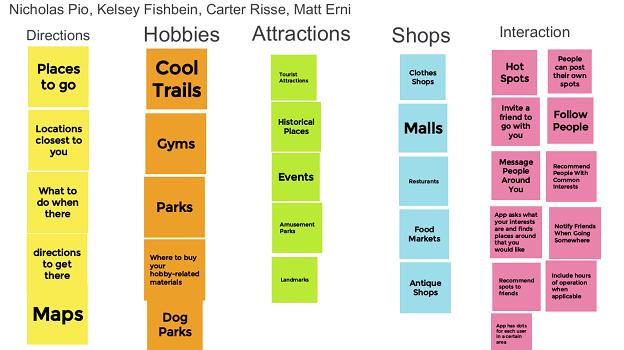 Nicholas Pio, Kelsey Fishbein, Carter Risse, Matt Erni
Directions
Places
to go
Locations
closest to
you
What to
do when
there
directions
to get
there
Maps
Hobbies
Cool
Trails
Gyms
Parks
Where to buy
your
hobby-related
materials
Dog
Parks
Attractions
Tourist
Attractions
Historical
Places
Events
Amusement
Parks
Landmarks
Shops
Clothes
Shops
Malls
Resturants
Food
Markets
Antique
Shops
Interaction
Hot
Spots
People
can post
their own
spots
Invite a
friend to
go with
you
Follow
People
Message
People
Around
You
Recommend
People With
Common
Interests
App asks what
your interests
are and finds
places around
that you
would like
Notify Friends
When Going
Somewhere
Recommend
spots to
friends
Include hours
of operation
when
applicable
App has dots
for each user
in a certain
area